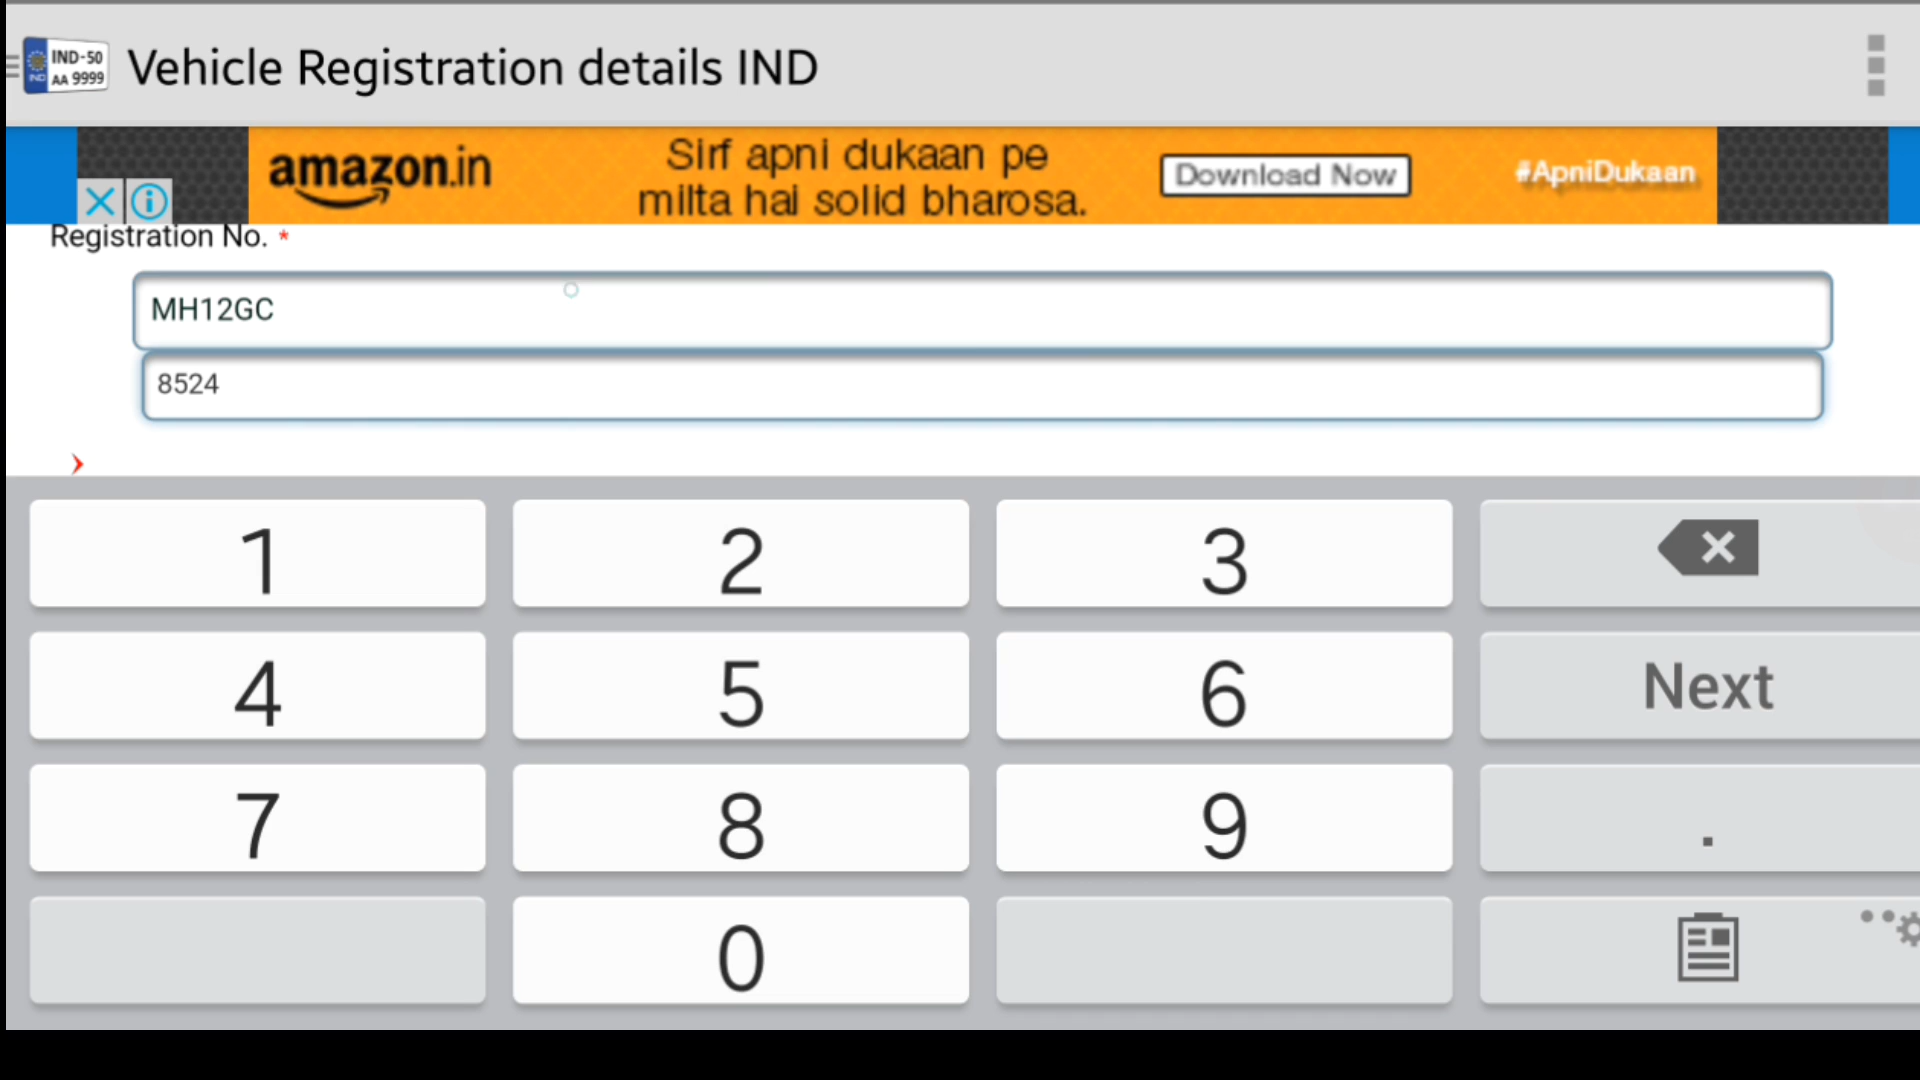 IND-50
IND AA 9999
Vehicle Registration details IND
amazon.in
Sirf apni dukaan pe
milta hai solid bharosa.
Download Now
#ApniDukaan
Registration No. *
MH12GC
8524
1 2 3
4 5 6 Next
7 8 9 .
0